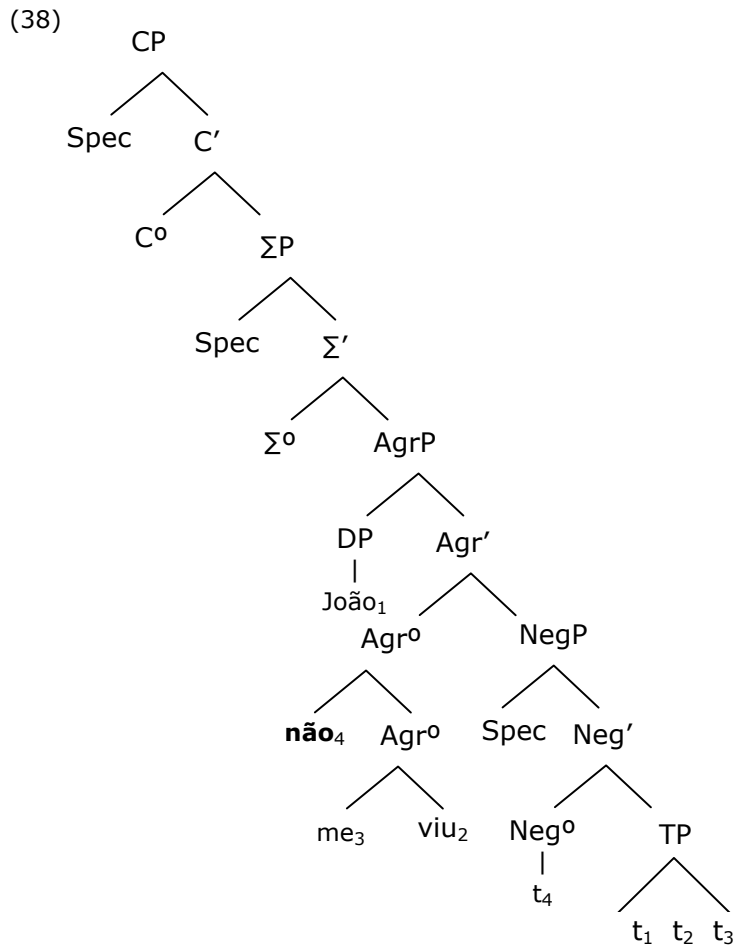 (38)
CP
Spec C′
Cº ΣP
Spec Σ′
Σº AgrP
DP Agr′
João₁
Agrº NegP
não₄ Agrº Spec Neg′
me₃ viu₂ Negº TP
t₄
t₁ t₂ t₃